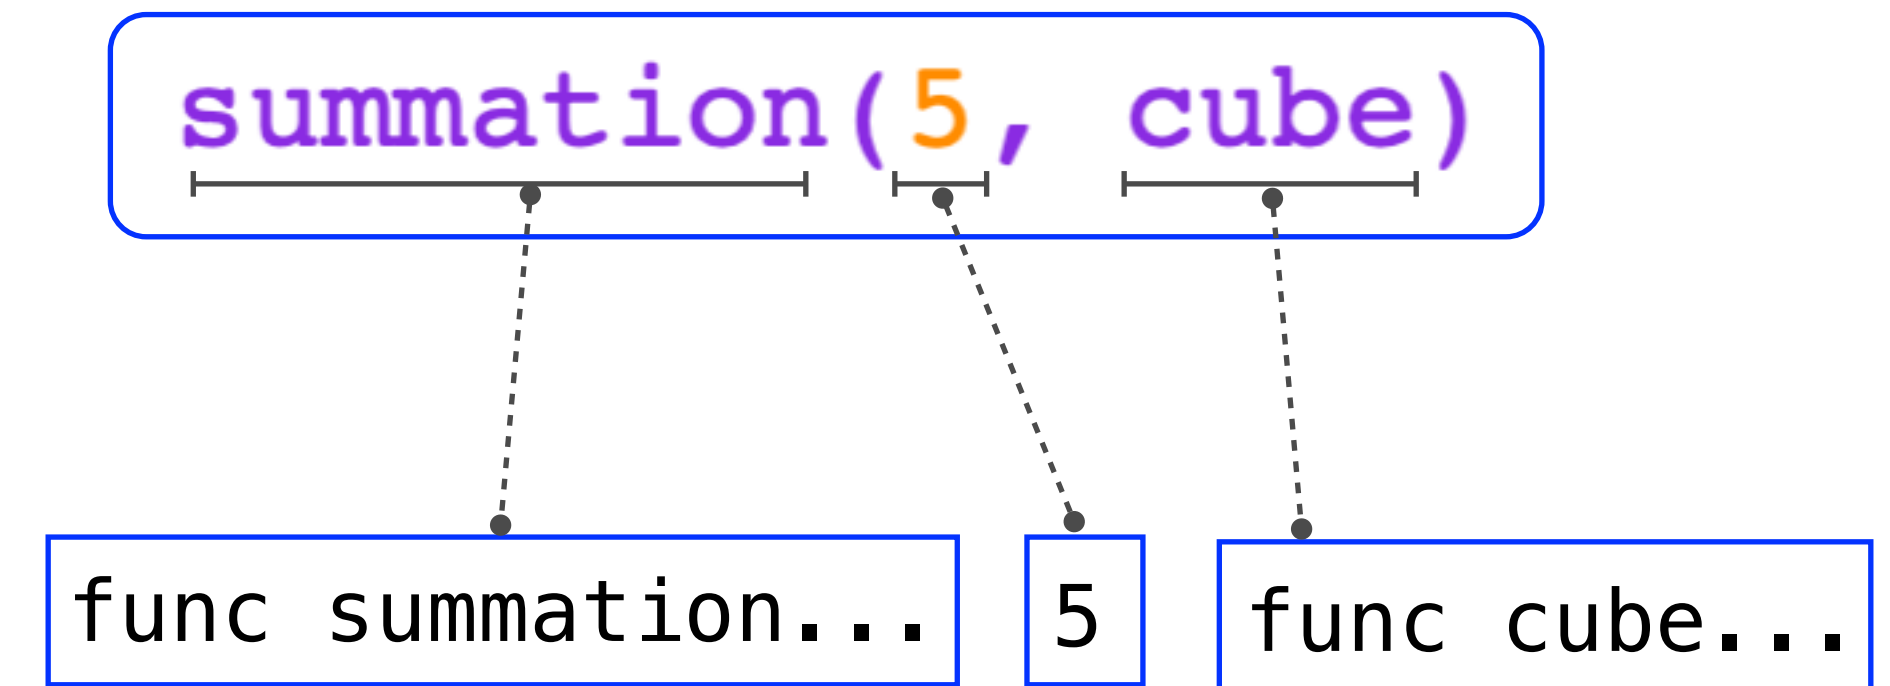 summation(5, cube)
func summation...
5
func cube...